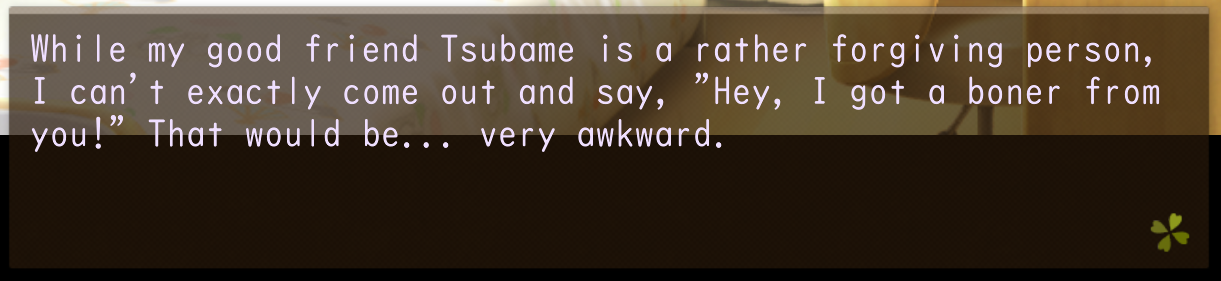 While my good friend Tsubame is a rather forgiving person,
I can't exactly come out and say, ”Hey, I got a boner from
you!” That would be... very awkward.